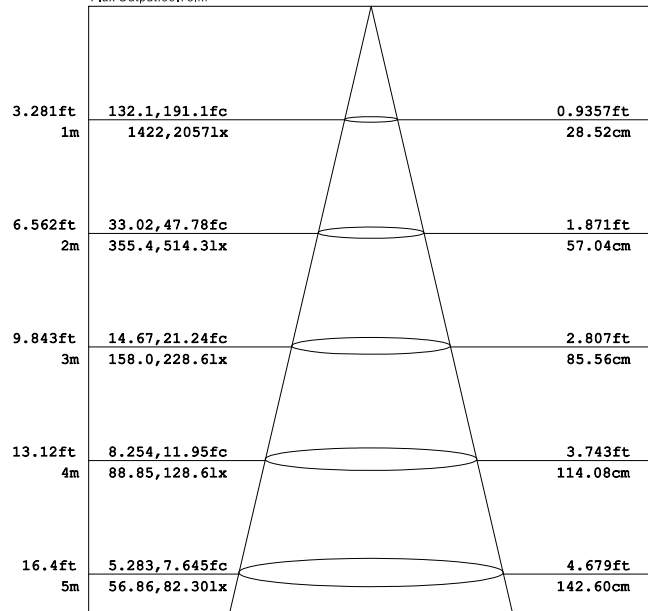 3.281ft 132.1,191.1fc 0.9357ft
1m 1422,2057lx 28.52cm
6.562ft 33.02,47.78fc 1.871ft
2m 355.4,514.3lx 57.04cm
9.843ft 14.67,21.24fc 2.807ft
3m 158.0,228.6lx 85.56cm
13.12ft 8.254,11.95fc 3.743ft
4m 88.85,128.6lx 114.08cm
16.4ft 5.283,7.645fc 4.679ft
5m 56.86,82.30lx 142.60cm